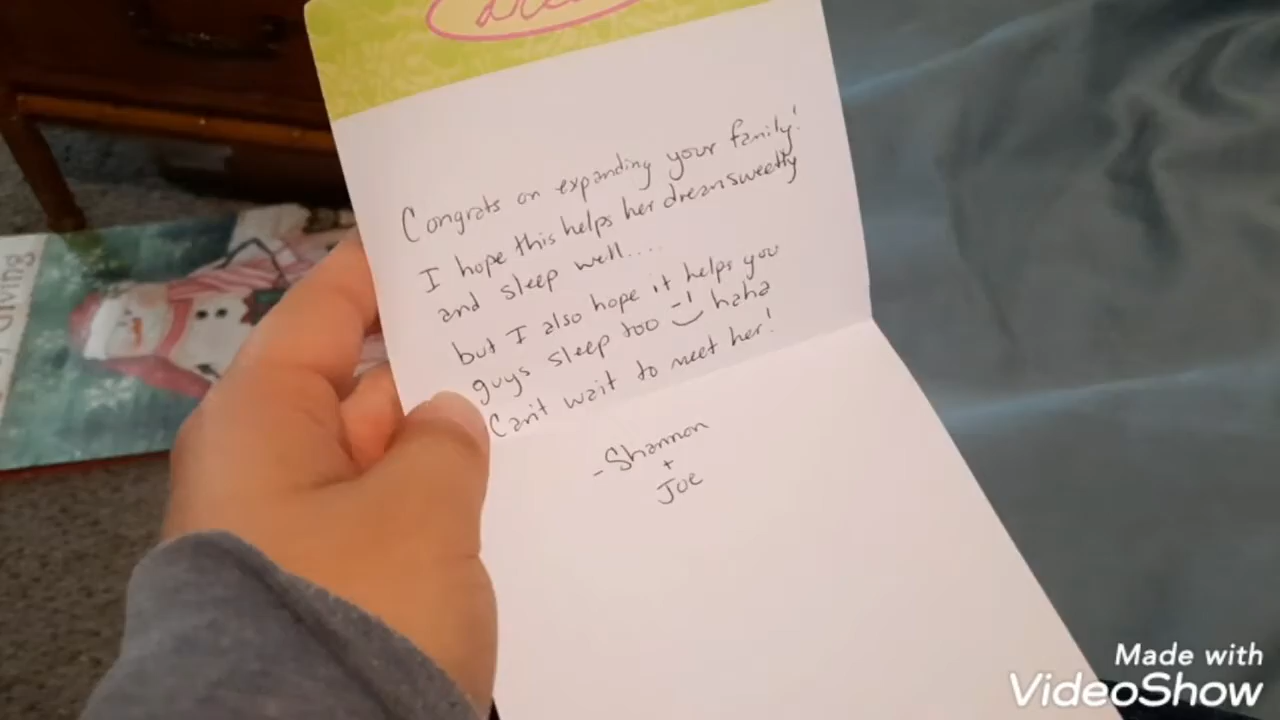 Congrats on expanding your family!
I hope this helps her dream sweetly
and sleep well....
but I also hope it helps you
guys sleep too :) haha
Can't wait to meet her!
-Shannon
+
Joe
Made with
VideoShow